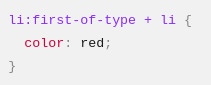 li:first-of-type + li {
  color: red;
}